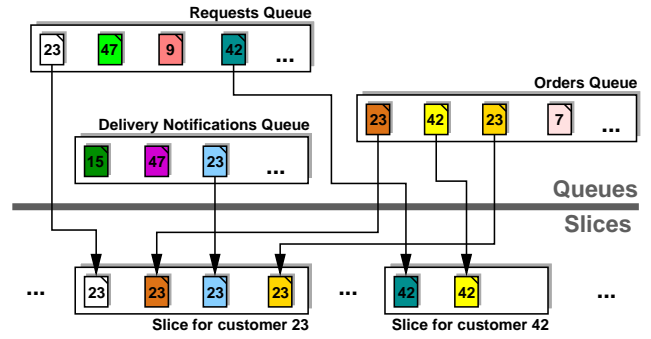 Requests Queue
23 47 9 42 ...
Orders Queue
23 42 23 7 ...
Delivery Notifications Queue
15 47 23 ...
Queues
Slices
... 23 23 23 23 ... 42 42 ...
Slice for customer 23 Slice for customer 42